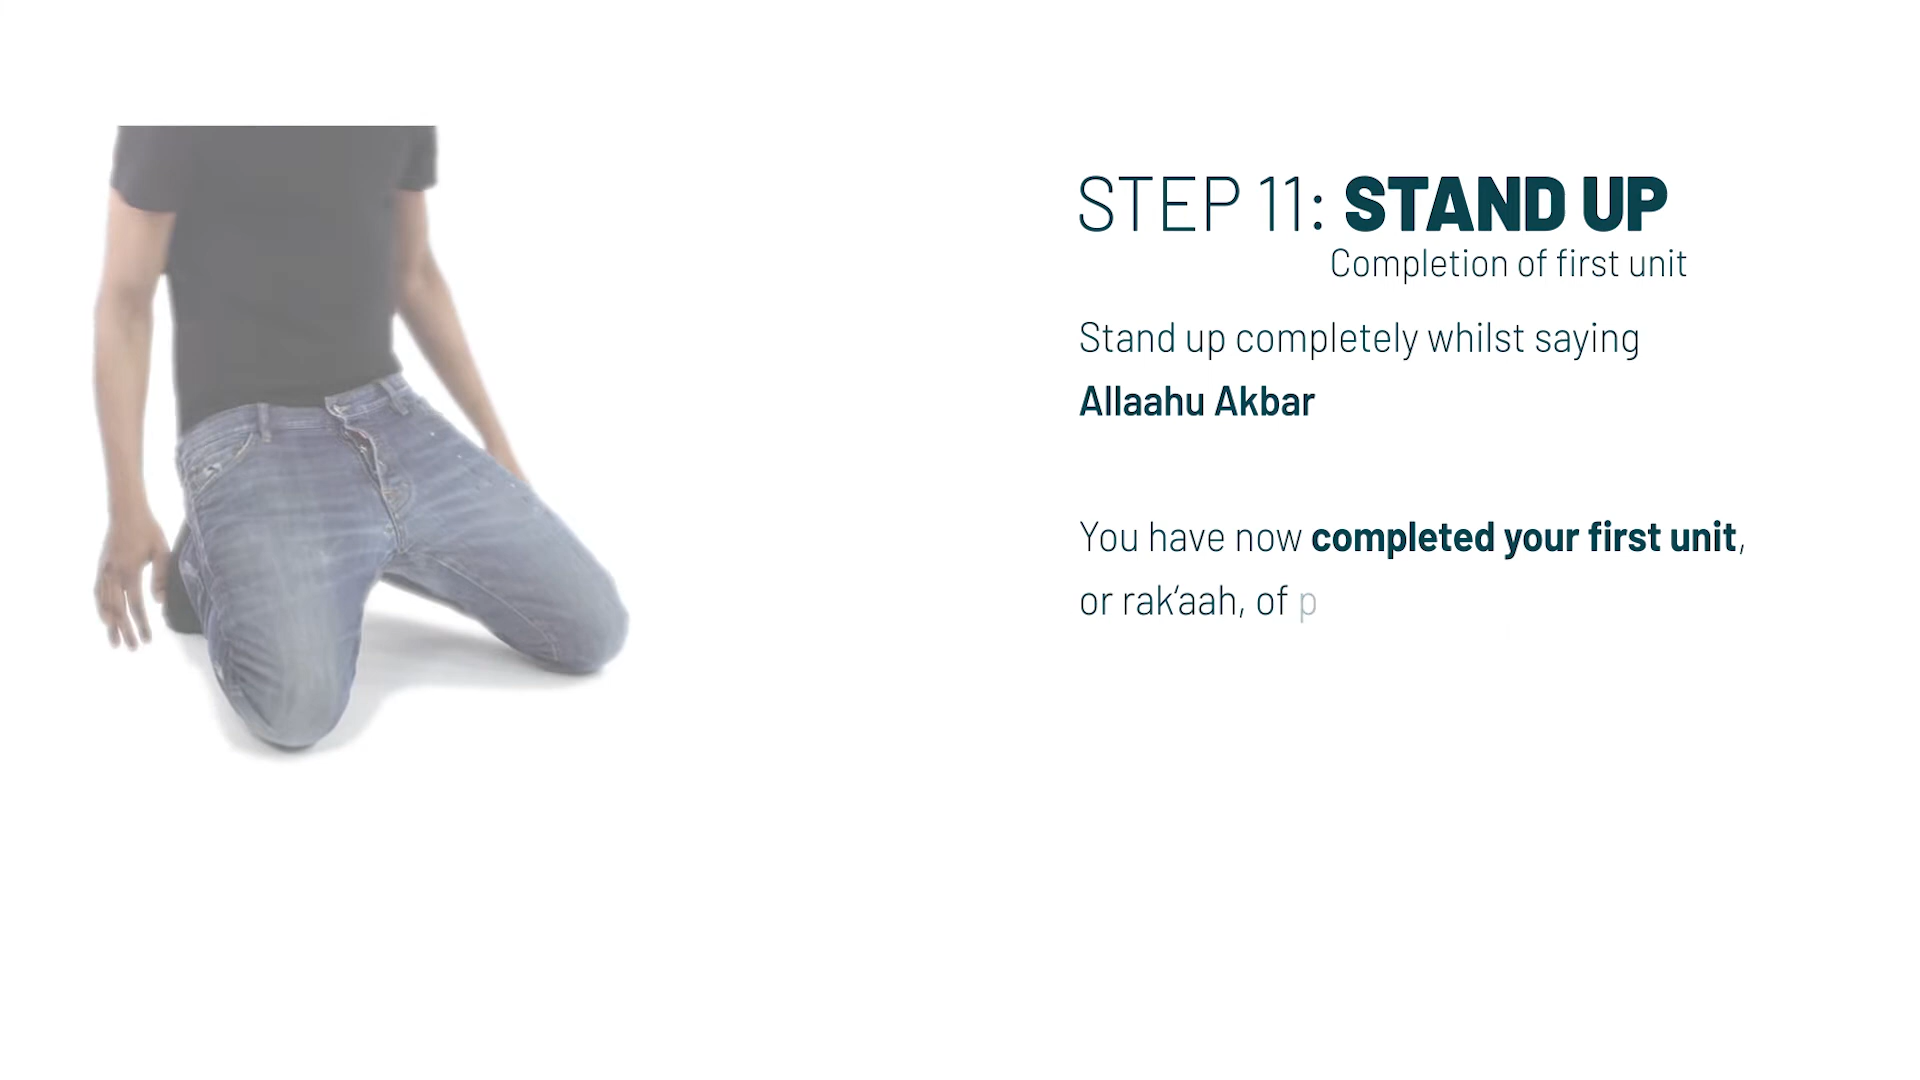 STEP 11: STAND UP
Completion of first unit
Stand up completely whilst saying
Allaahu Akbar
You have now completed your first unit,
or rak‘aah, of p